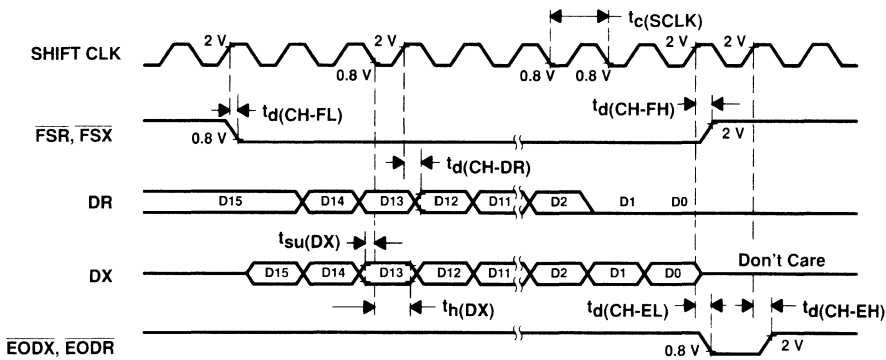 tc(SCLK)
SHIFT CLK 2 V 2 V 2 V 2 V
0.8 V 0.8 V 0.8 V
td(CH-FL) td(CH-FH)
FSR, FSX 0.8 V 2 V
td(CH-DR)
DR D15 D14 D13 D12 D11 D2 D1 D0
tsu(DX)
DX D15 D14 D13 D12 D11 D2 D1 D0 Don't Care
th(DX) td(CH-EL) td(CH-EH)
EODX, EODR 0.8 V 2 V